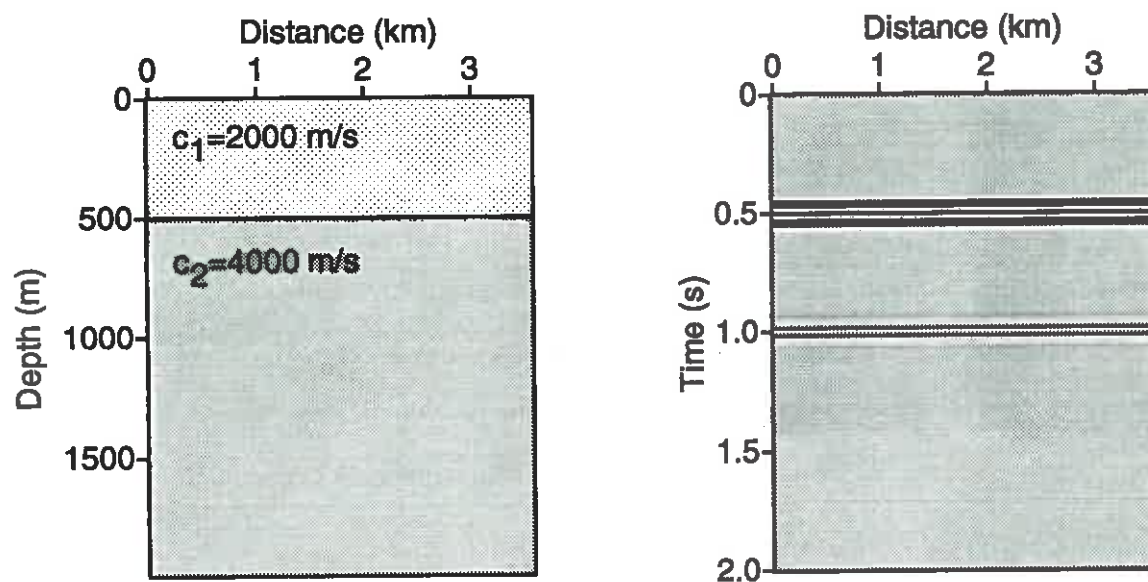 Distance (km)
0 1 2 3
0
c1=2000 m/s
500
c2=4000 m/s
1000
1500
Depth (m)
Distance (km)
0 1 2 3
0
0.5
1.0
1.5
2.0
Time (s)